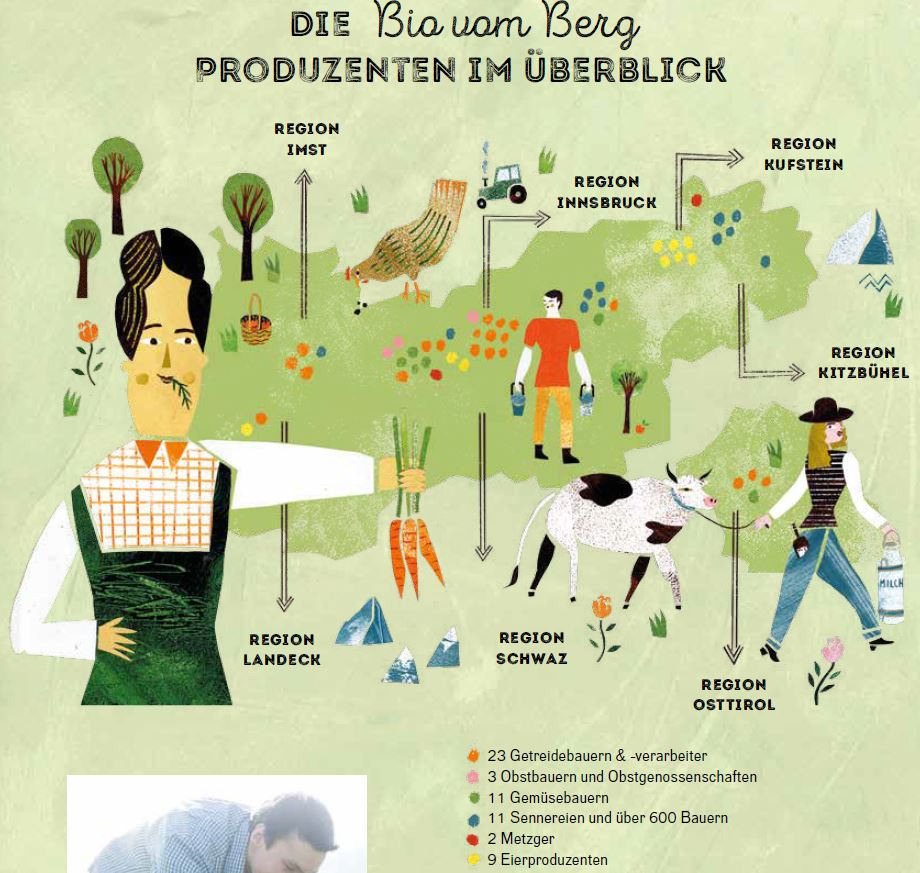 DIE Bio vom Berg
PRODUZENTEN IM ÜBERBLICK
REGION
IMST
REGION
KUFSTEIN
REGION
INNSBRUCK
REGION
KITZBÜHEL
MILCH
REGION
LANDECK
REGION
SCHWAZ
REGION
OSTTIROL
23 Getreidebauern & -verarbeiter
3 Obstbauern und Obstgenossenschaften
11 Gemüsebauern
11 Sennereien und über 600 Bauern
2 Metzger
9 Eierproduzenten